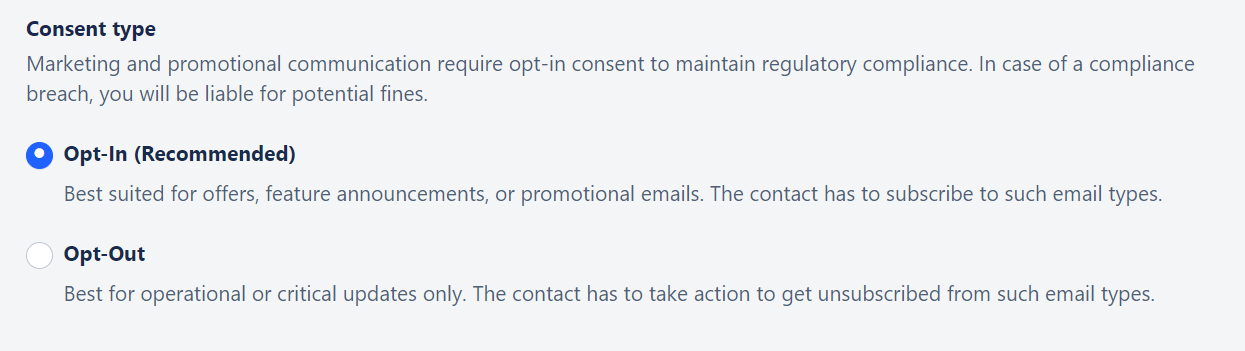 Consent type
Marketing and promotional communication require opt-in consent to maintain regulatory compliance. In case of a compliance
breach, you will be liable for potential fines.
Opt-In (Recommended)
Best suited for offers, feature announcements, or promotional emails. The contact has to subscribe to such email types.
Opt-Out
Best for operational or critical updates only. The contact has to take action to get unsubscribed from such email types.